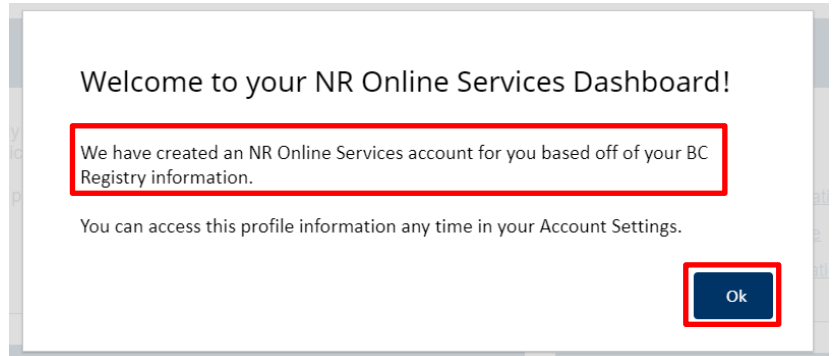 Welcome to your NR Online Services Dashboard!
We have created an NR Online Services account for you based off of your BC
Registry information.
You can access this profile information any time in your Account Settings.
Ok